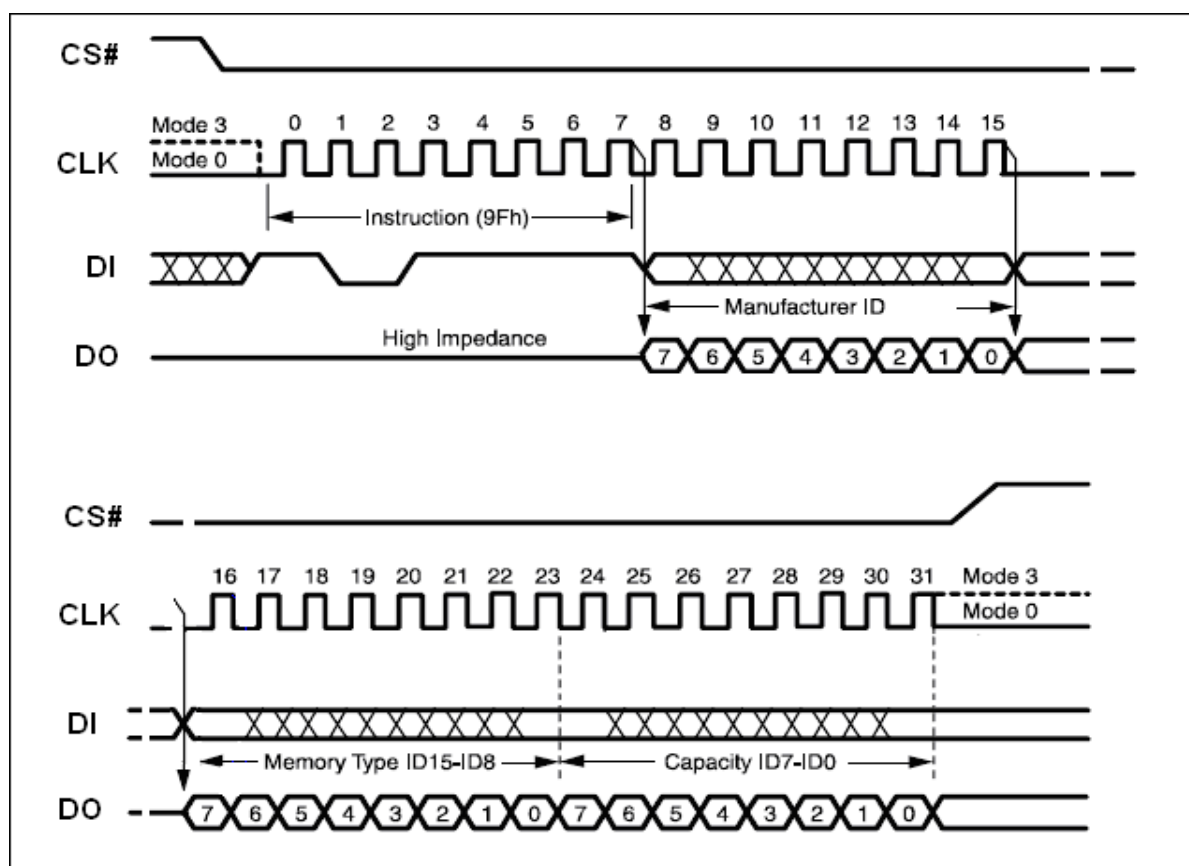 CS#
Mode 3
0 1 2 3 4 5 6 7 8 9 10 11 12 13 14 15
CLK
Mode 0
Instruction (9Fh)
DI
Manufacturer ID
High Impedance
DO
7 6 5 4 3 2 1 0
CS#
16 17 18 19 20 21 22 23 24 25 26 27 28 29 30 31
Mode 3
CLK
Mode 0
DI
Memory Type ID15-ID8
Capacity ID7-ID0
DO
7 6 5 4 3 2 1 0 7 6 5 4 3 2 1 0